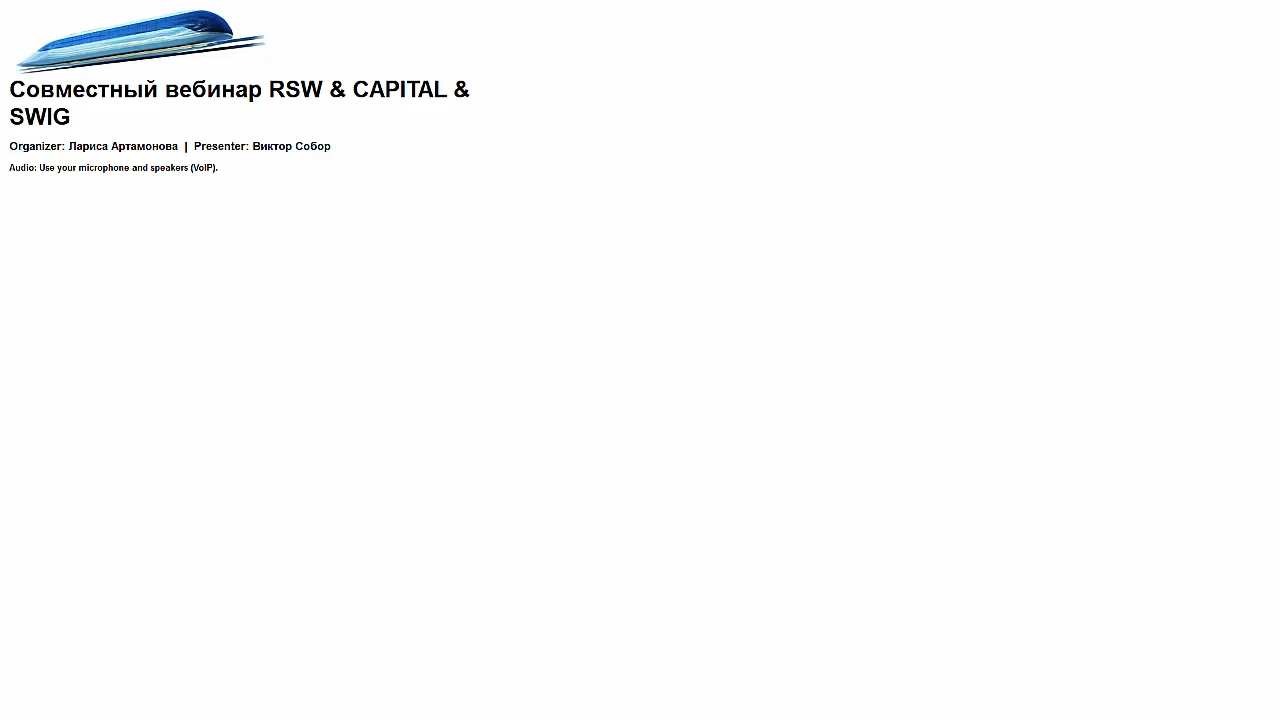 Совместный вебинар RSW & CAPITAL &
SWIG
Organizer: Лариса Артамонова | Presenter: Виктор Собор
Audio: Use your microphone and speakers (VoIP).